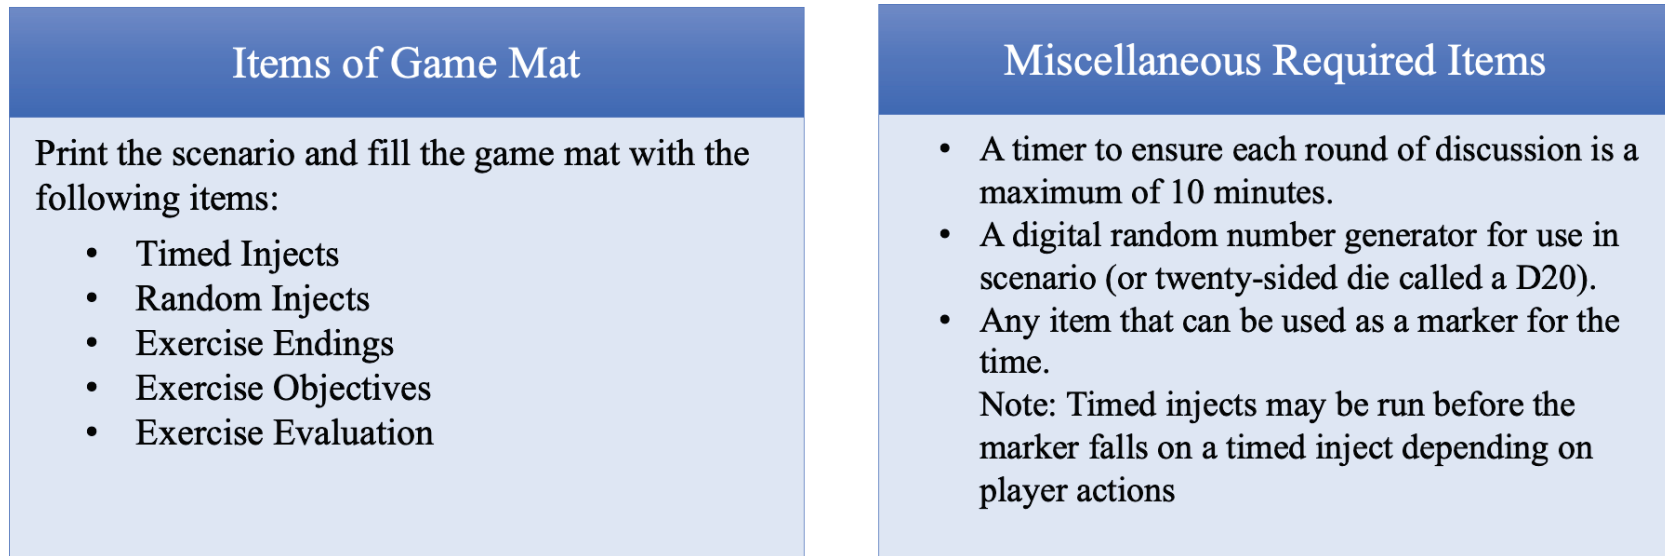 Items of Game Mat
Print the scenario and fill the game mat with the
following items:
• Timed Injects
• Random Injects
• Exercise Endings
• Exercise Objectives
• Exercise Evaluation
Miscellaneous Required Items
• A timer to ensure each round of discussion is a
maximum of 10 minutes.
• A digital random number generator for use in
scenario (or twenty-sided die called a D20).
• Any item that can be used as a marker for the
time.
Note: Timed injects may be run before the
marker falls on a timed inject depending on
player actions